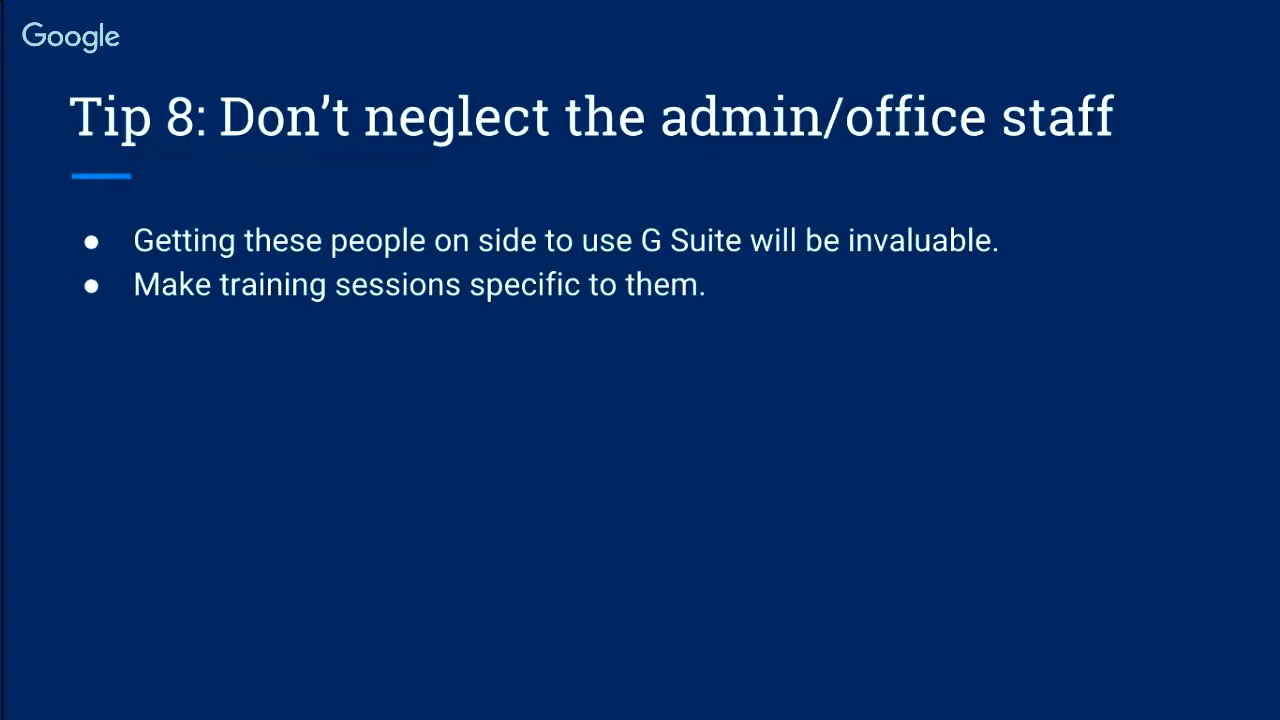 Google
Tip 8: Don’t neglect the admin/office staff
● Getting these people on side to use G Suite will be invaluable.
● Make training sessions specific to them.